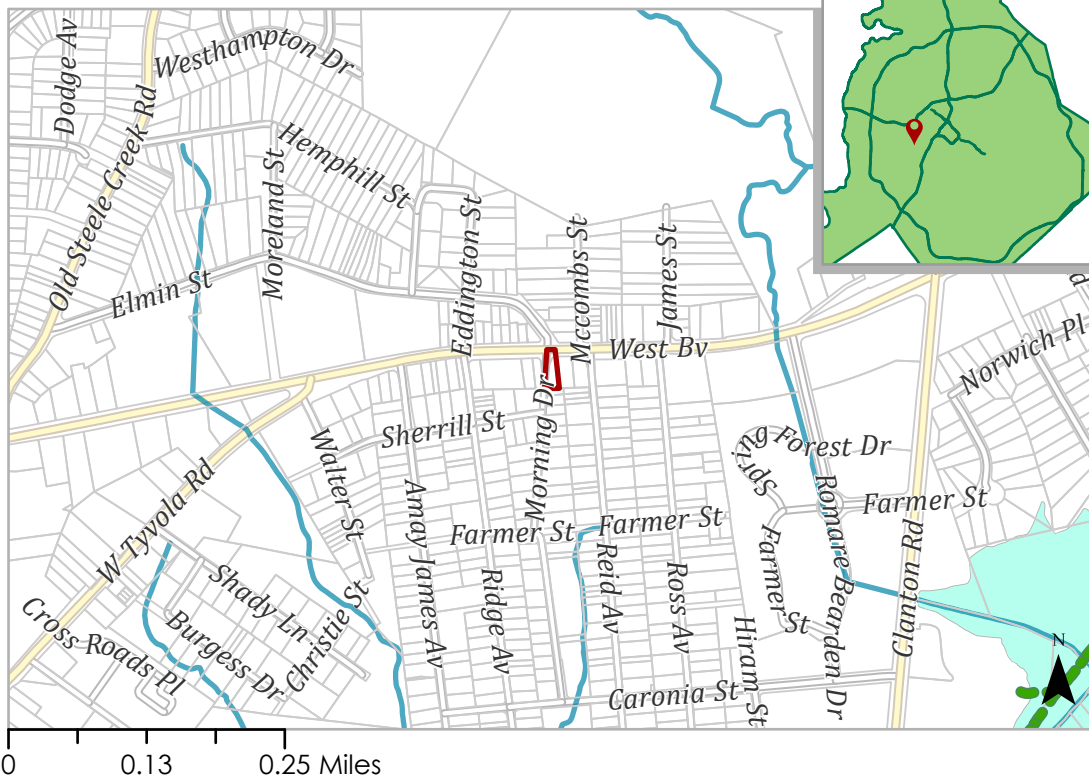 Dodge Av
Westhampton Dr
Old Steele Creek Rd
Hemphill St
Moreland St
Elmin St
Eddington St
Mccombs St
James St
West Bv
Norwich Pl
d
Sherrill St
Morning Dr
Walter St
Amay James Av
Spring Forest Dr
Romare Bearden Dr
Farmer St
Clanton Rd
W Tyvola Rd
Farmer St
Farmer St
Reid Av
Ross Av
Ridge Av
Farmer St
Hiram St
Shady Ln
Christie St
Burgess Dr
Cross Roads Pl
Caronia St
N
0 0.13 0.25 Miles